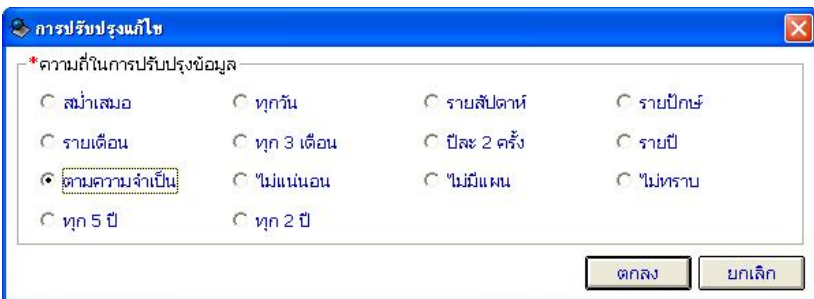 การปรับปรุงแก้ไข
*ความถี่ในการปรับปรุงข้อมูล
สม่ำเสมอ ทุกวัน รายสัปดาห์ รายปักษ์
รายเดือน ทุก 3 เดือน ปีละ 2 ครั้ง รายปี
ตามความจำเป็น ไม่แน่นอน ไม่มีแผน ไม่ทราบ
ทุก 5 ปี ทุก 2 ปี
ตกลง ยกเลิก